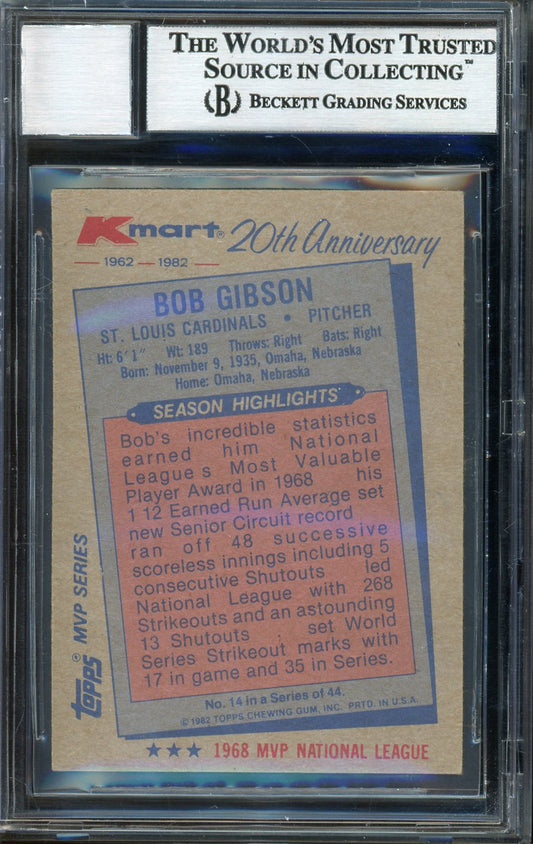 THE WORLD'S MOST TRUSTED
SOURCE IN COLLECTING™
(B) BECKETT GRADING SERVICES
Kmart® 20th Anniversary
1962 — 1982
BOB GIBSON
ST. LOUIS CARDINALS • PITCHER
Ht: 6'1" Wt: 189 Throws: Right Bats: Right
Born: November 9, 1935, Omaha, Nebraska
Home: Omaha, Nebraska
SEASON HIGHLIGHTS
Bob's incredible statistics
earned him National
League's Most Valuable
Player Award in 1968 his
1 12 Earned Run Average set
new Senior Circuit record
ran off 48 successive
scoreless innings including 5
consecutive Shutouts led
National League with 268
Strikeouts and an astounding
13 Shutouts set World
Series Strikeout marks with
17 in game and 35 in Series.
No. 14 in a Series of 44.
© 1982 TOPPS CHEWING GUM, INC. PRTD. IN U.S.A.
TOPPS® MVP SERIES
★★★ 1968 MVP NATIONAL LEAGUE